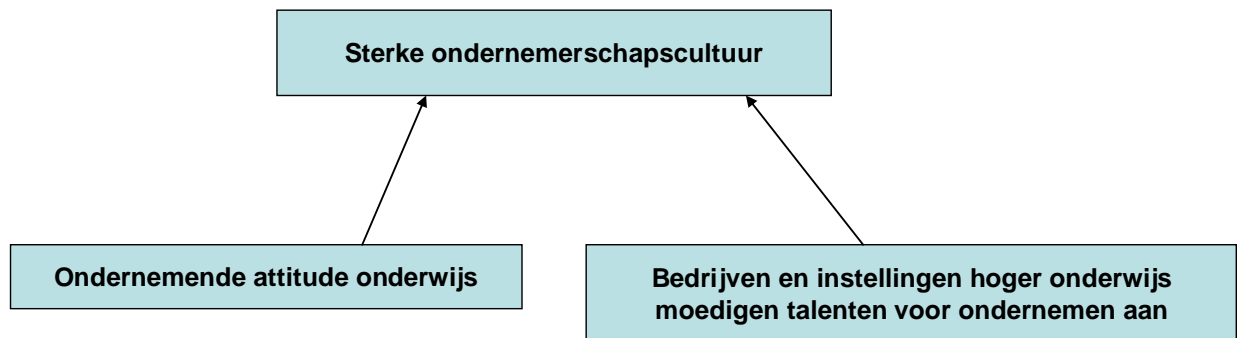 Sterke ondernemerschapscultuur
Ondernemende attitude onderwijs
Bedrijven en instellingen hoger onderwijs
moedigen talenten voor ondernemen aan